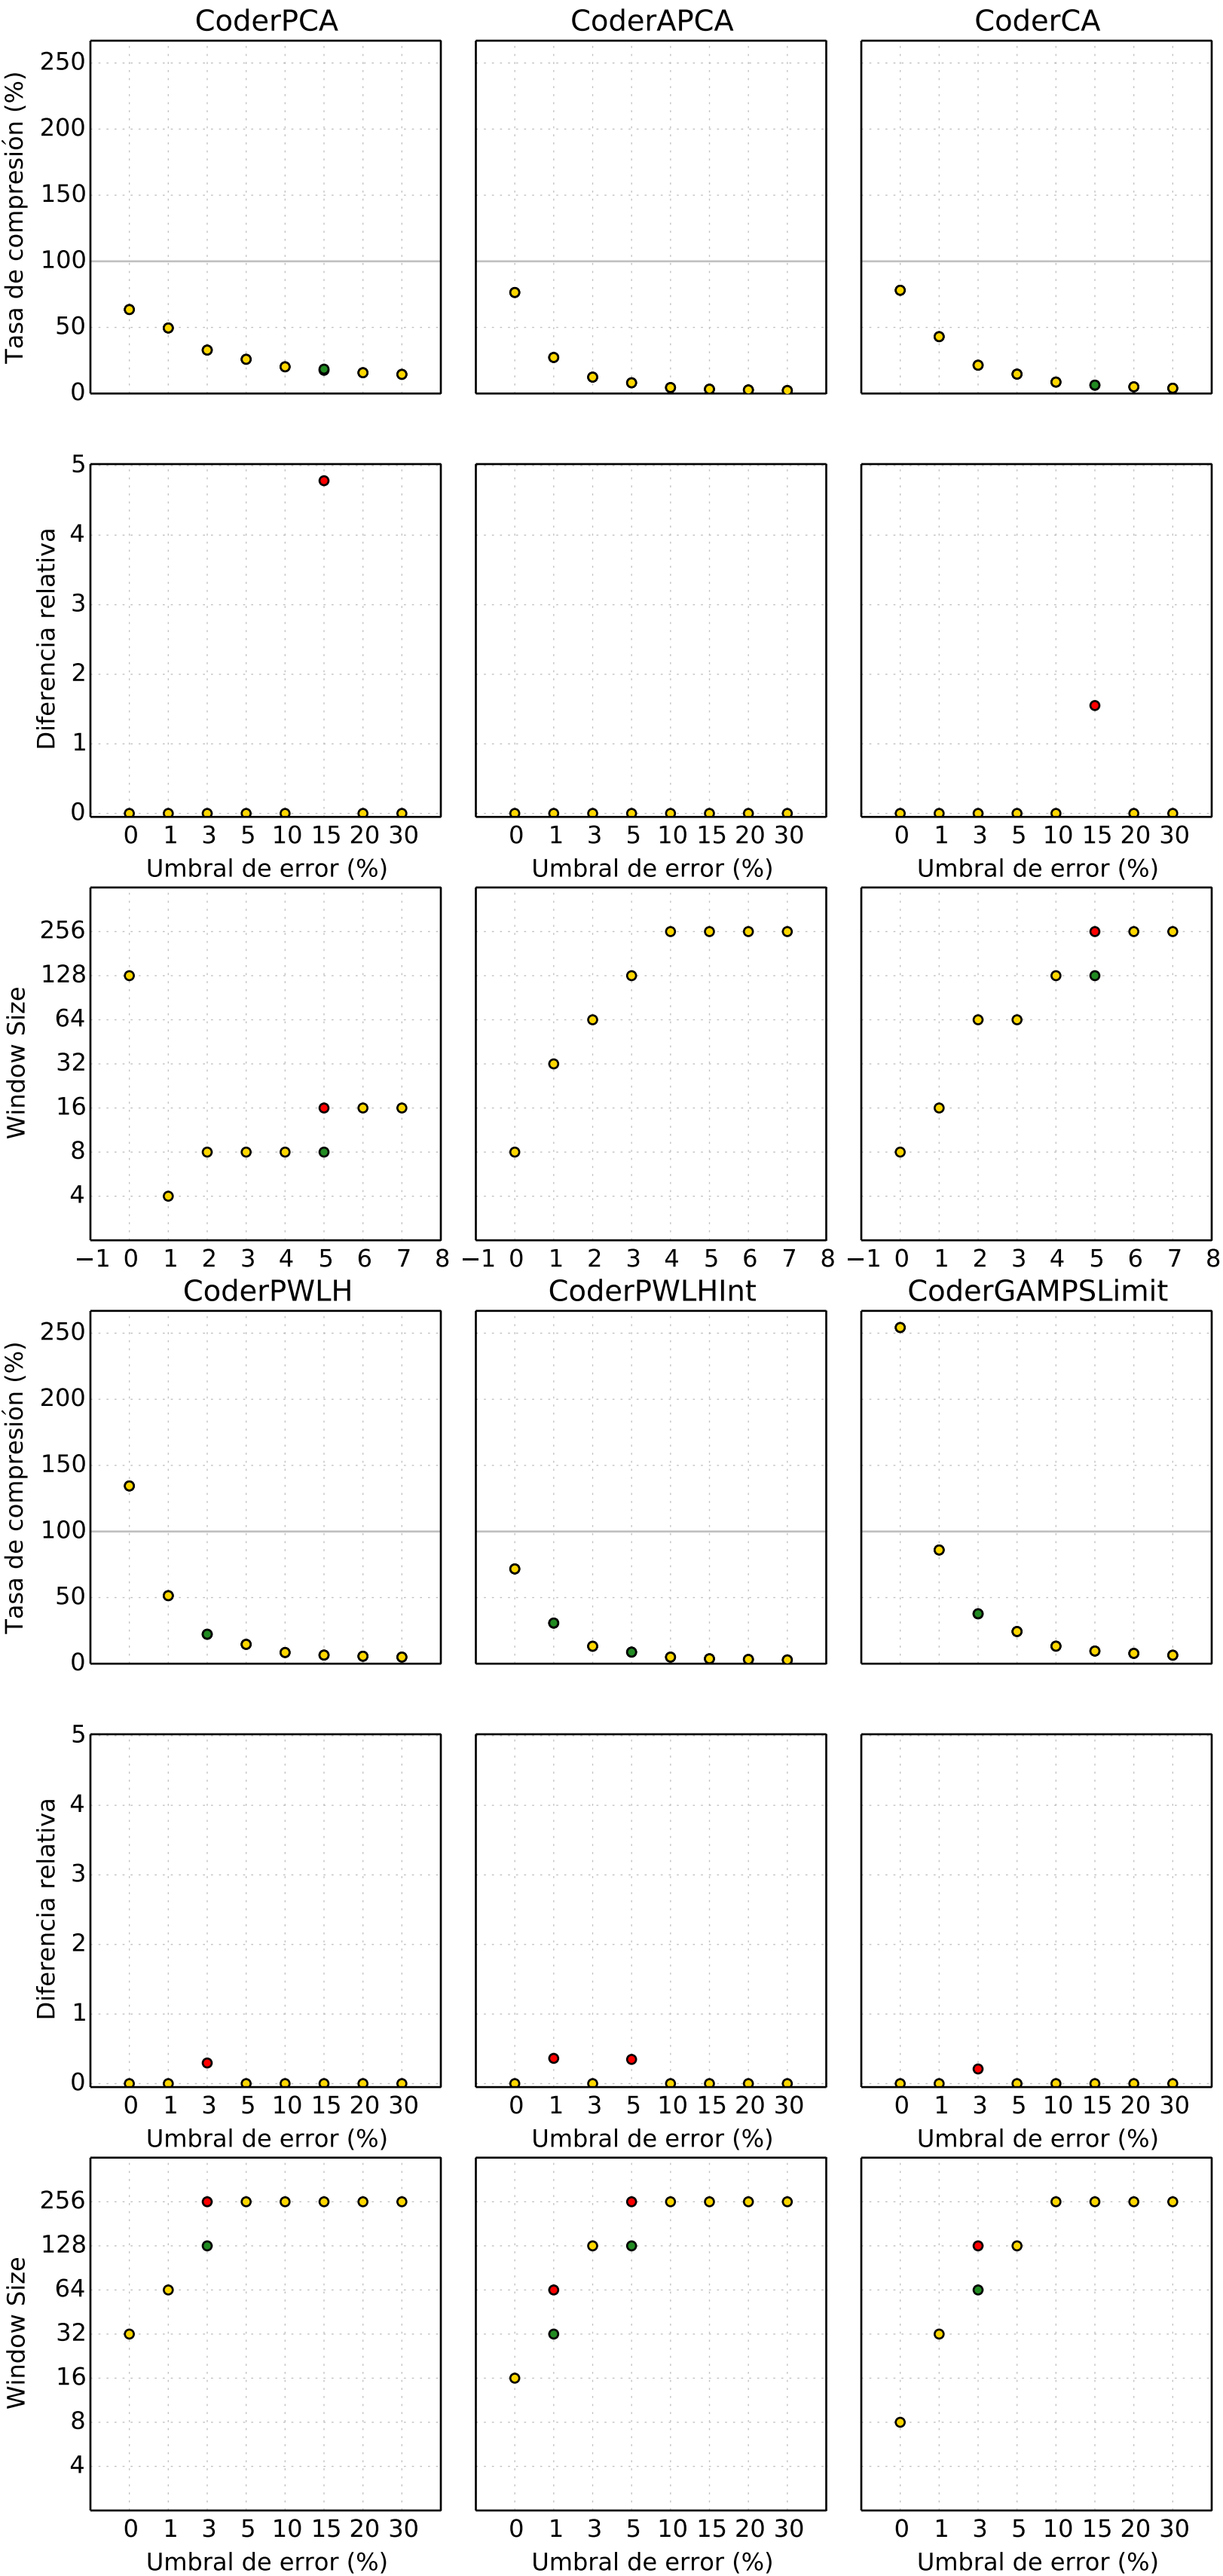 CoderPCA CoderAPCA CoderCA
Tasa de compresión (%)
250
200
150
100
50
0
Diferencia relativa
5
4
3
2
1
0
0 1 3 5 10 15 20 30 0 1 3 5 10 15 20 30 0 1 3 5 10 15 20 30
Umbral de error (%) Umbral de error (%) Umbral de error (%)
Window Size
256
128
64
32
16
8
4
−1 0 1 2 3 4 5 6 7 8 −1 0 1 2 3 4 5 6 7 8 −1 0 1 2 3 4 5 6 7 8
CoderPWLH CoderPWLHInt CoderGAMPSLimit
Tasa de compresión (%)
250
200
150
100
50
0
Diferencia relativa
5
4
3
2
1
0
0 1 3 5 10 15 20 30 0 1 3 5 10 15 20 30 0 1 3 5 10 15 20 30
Umbral de error (%) Umbral de error (%) Umbral de error (%)
Window Size
256
128
64
32
16
8
4
0 1 3 5 10 15 20 30 0 1 3 5 10 15 20 30 0 1 3 5 10 15 20 30
Umbral de error (%) Umbral de error (%) Umbral de error (%)